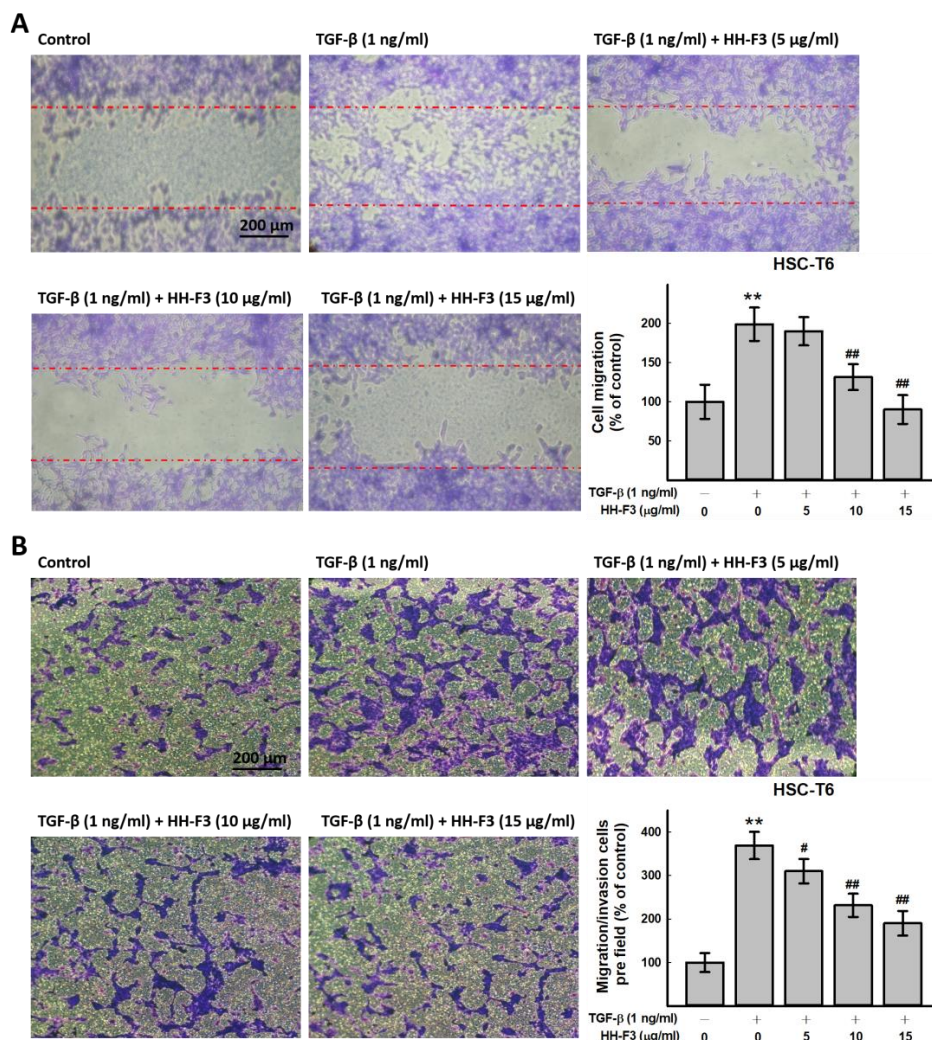 A
Control
TGF-β (1 ng/ml)
TGF-β (1 ng/ml) + HH-F3 (5 μg/ml)
200 μm
TGF-β (1 ng/ml) + HH-F3 (10 μg/ml)
TGF-β (1 ng/ml) + HH-F3 (15 μg/ml)
HSC-T6
Cell migration
(% of control)
200
150
100
50
**
##
##
TGF-β (1 ng/ml) − + + + +
HH-F3 (μg/ml) 0 0 5 10 15
B
Control
TGF-β (1 ng/ml)
TGF-β (1 ng/ml) + HH-F3 (5 μg/ml)
200 μm
TGF-β (1 ng/ml) + HH-F3 (10 μg/ml)
TGF-β (1 ng/ml) + HH-F3 (15 μg/ml)
HSC-T6
Migration/invasion cells
pre field (% of control)
400
300
200
100
**
#
##
##
TGF-β (1 ng/ml) − + + + +
HH-F3 (μg/ml) 0 0 5 10 15